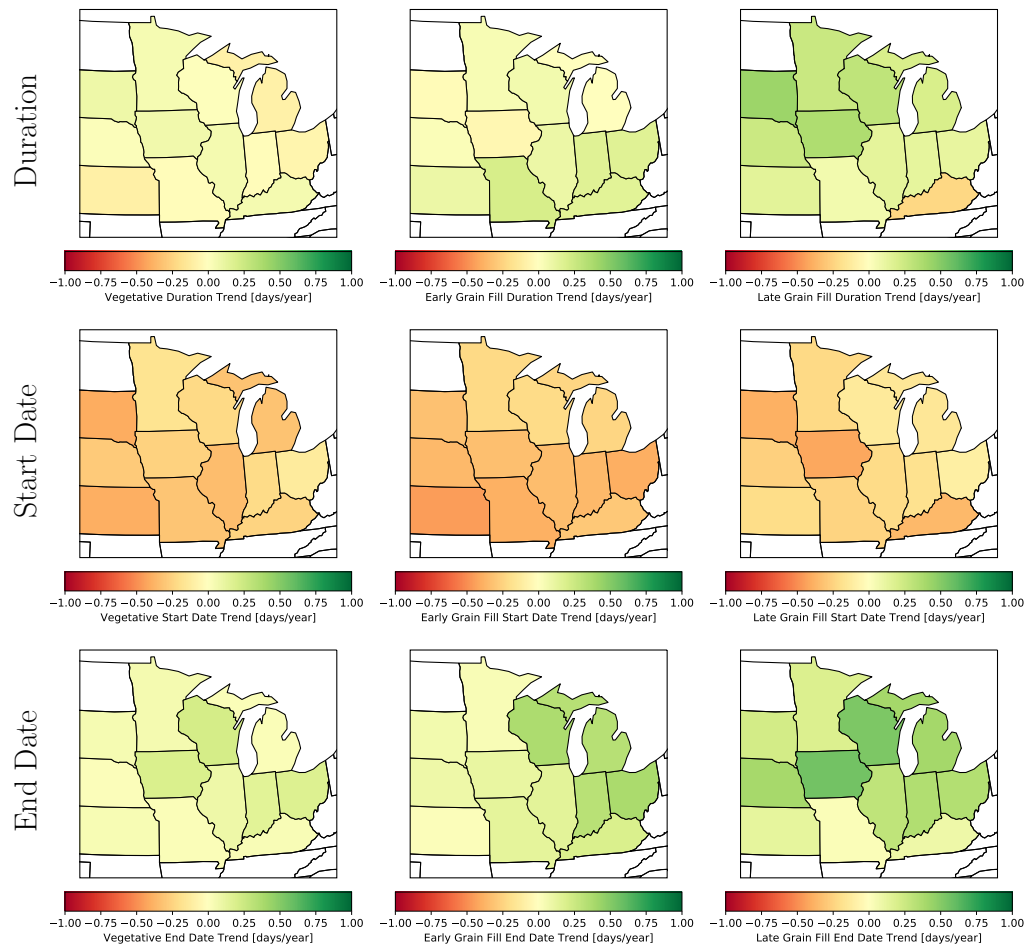 Duration
−1.00 −0.75 −0.50 −0.25 0.00 0.25 0.50 0.75 1.00
Vegetative Duration Trend [days/year]
−1.00 −0.75 −0.50 −0.25 0.00 0.25 0.50 0.75 1.00
Early Grain Fill Duration Trend [days/year]
−1.00 −0.75 −0.50 −0.25 0.00 0.25 0.50 0.75 1.00
Late Grain Fill Duration Trend [days/year]
Start Date
−1.00 −0.75 −0.50 −0.25 0.00 0.25 0.50 0.75 1.00
Vegetative Start Date Trend [days/year]
−1.00 −0.75 −0.50 −0.25 0.00 0.25 0.50 0.75 1.00
Early Grain Fill Start Date Trend [days/year]
−1.00 −0.75 −0.50 −0.25 0.00 0.25 0.50 0.75 1.00
Late Grain Fill Start Date Trend [days/year]
End Date
−1.00 −0.75 −0.50 −0.25 0.00 0.25 0.50 0.75 1.00
Vegetative End Date Trend [days/year]
−1.00 −0.75 −0.50 −0.25 0.00 0.25 0.50 0.75 1.00
Early Grain Fill End Date Trend [days/year]
−1.00 −0.75 −0.50 −0.25 0.00 0.25 0.50 0.75 1.00
Late Grain Fill End Date Trend [days/year]